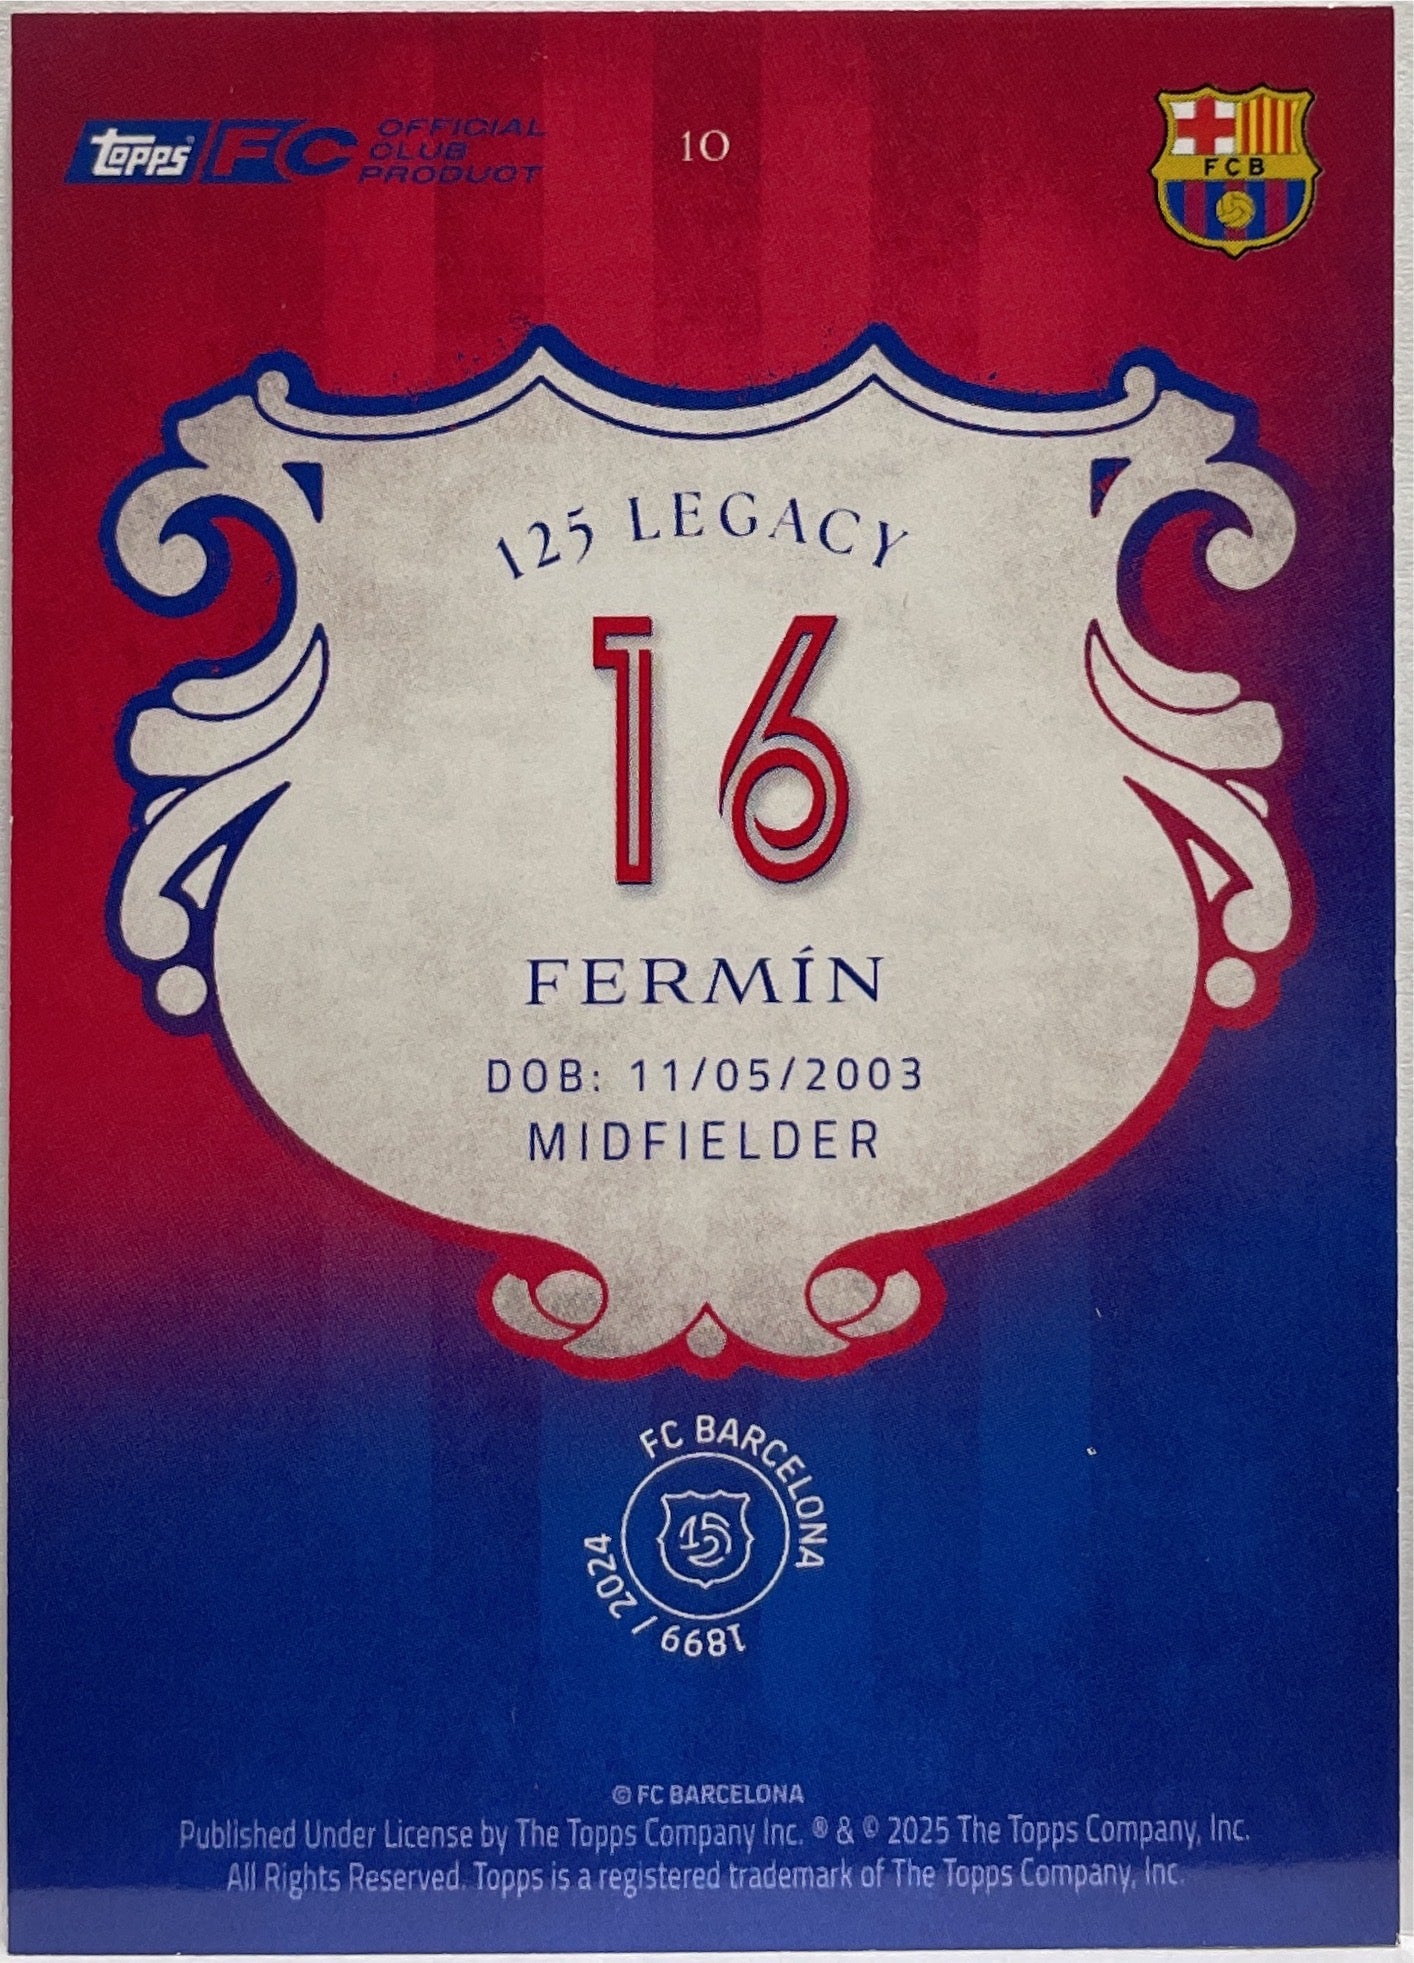 topps FC OFFICIAL
CLUB
PRODUCT
10
FCB
125 LEGACY
16
FERMÍN
DOB: 11/05/2003
MIDFIELDER
FC BARCELONA
125
1899 / 2024
© FC BARCELONA
Published Under License by The Topps Company Inc. ® & © 2025 The Topps Company, Inc.
All Rights Reserved. Topps is a registered trademark of The Topps Company, Inc.